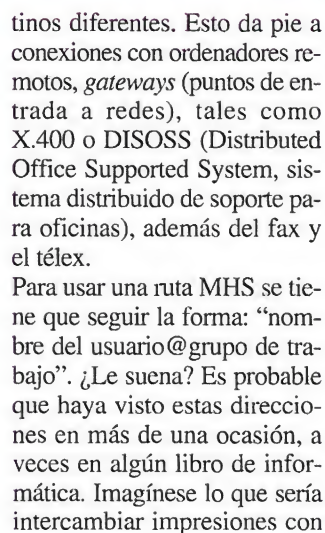 tinos diferentes. Esto da pie a
conexiones con ordenadores re-
motos, gateways (puntos de en-
trada a redes), tales como
X.400 o DISOSS (Distributed
Office Supported System, sis-
tema distribuido de soporte pa-
ra oficinas), además del fax y
el télex.
Para usar una ruta MHS se tie-
ne que seguir la forma: “nom-
bre del usuario@grupo de tra-
bajo”. ¿Le suena? Es probable
que haya visto estas direccio-
nes en más de una ocasión, a
veces en algún libro de infor-
mática. Imagínese lo que sería
intercambiar impresiones con